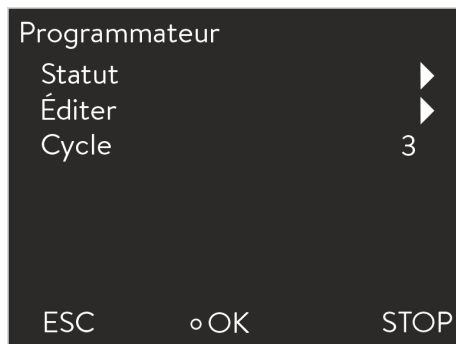 Programmateur
Statut
Éditer
Cycle 3
ESC OK STOP